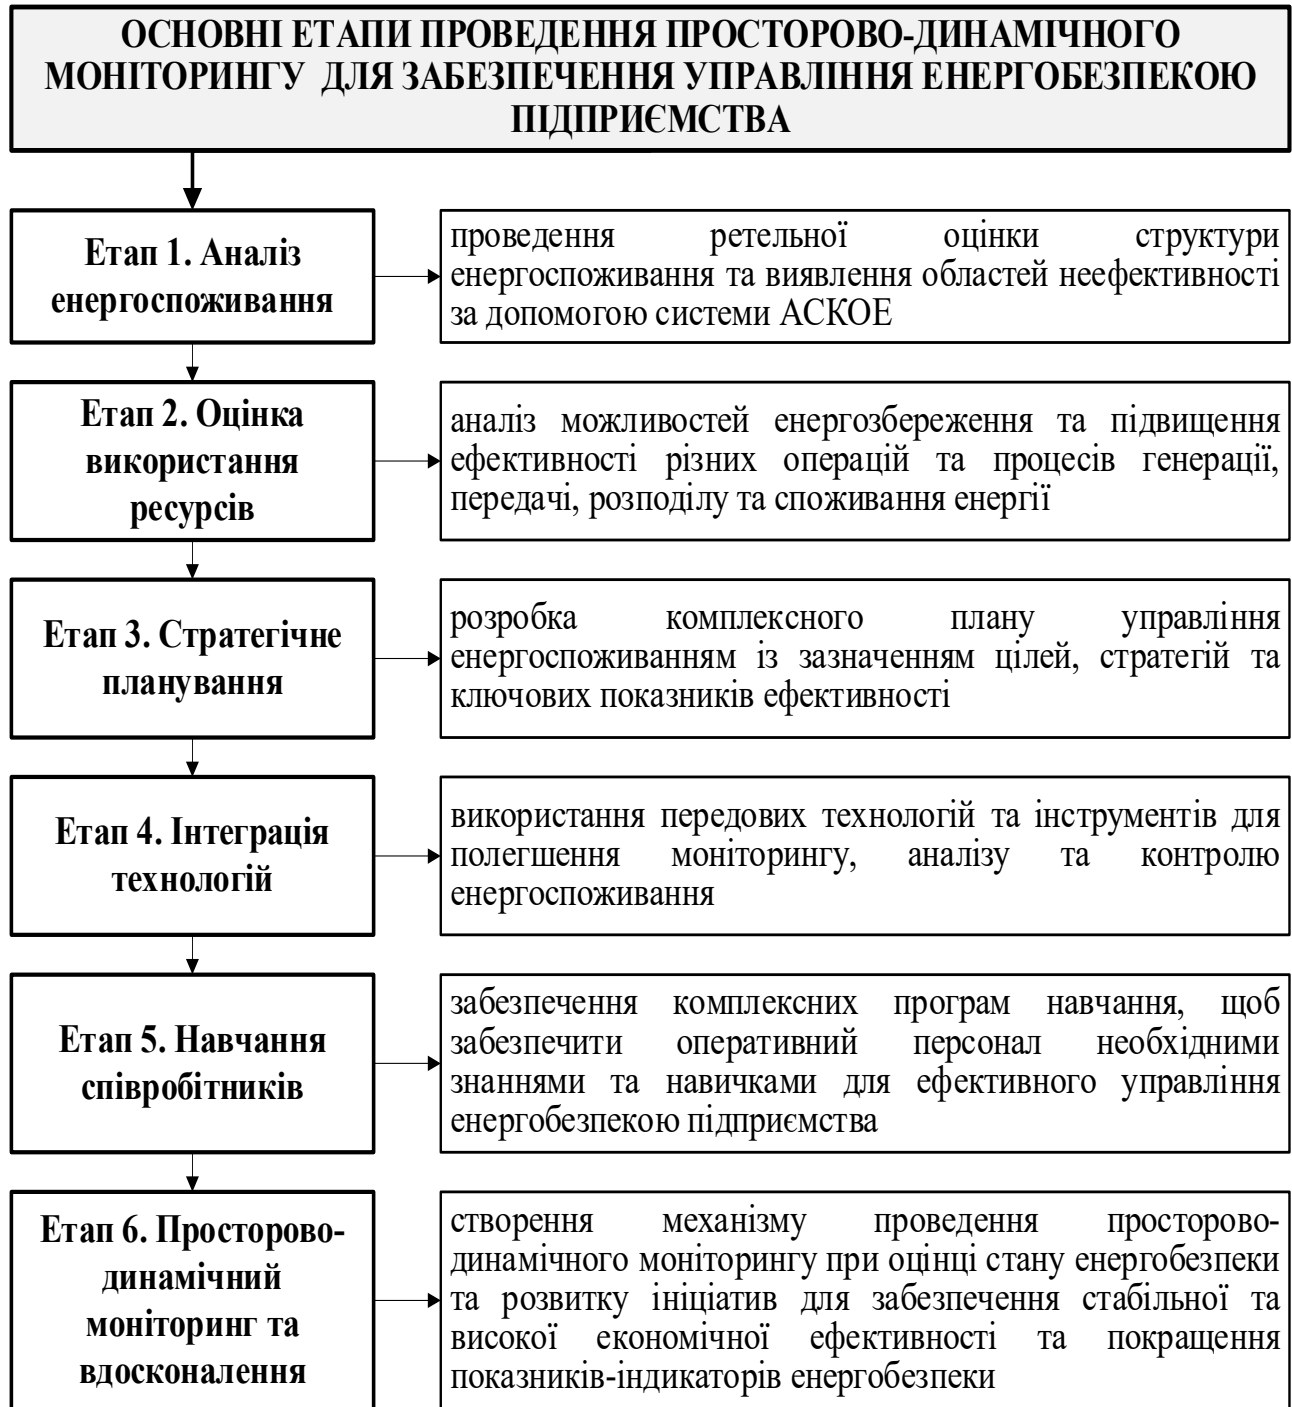 ОСНОВНІ ЕТАПИ ПРОВЕДЕННЯ ПРОСТОРОВО-ДИНАМІЧНОГО
МОНІТОРИНГУ ДЛЯ ЗАБЕЗПЕЧЕННЯ УПРАВЛІННЯ ЕНЕРГОБЕЗПЕКОЮ
ПІДПРИЄМСТВА
Етап 1. Аналіз
енергоспоживання
проведення ретельної оцінки структури
енергоспоживання та виявлення областей неефективності
за допомогою системи АСКОЕ
Етап 2. Оцінка
використання
ресурсів
аналіз можливостей енергозбереження та підвищення
ефективності різних операцій та процесів генерації,
передачі, розподілу та споживання енергії
Етап 3. Стратегічне
планування
розробка комплексного плану управління
енергоспоживанням із зазначенням цілей, стратегій та
ключових показників ефективності
Етап 4. Інтеграція
технологій
використання передових технологій та інструментів для
полегшення моніторингу, аналізу та контролю
енергоспоживання
Етап 5. Навчання
співробітників
забезпечення комплексних програм навчання, щоб
забезпечити оперативний персонал необхідними
знаннями та навичками для ефективного управління
енергобезпекою підприємства
Етап 6. Просторово-
динамічний
моніторинг та
вдосконалення
створення механізму проведення просторово-
динамічного моніторингу при оцінці стану енергобезпеки
та розвитку ініціатив для забезпечення стабільної та
високої економічної ефективності та покращення
показників-індикаторів енергобезпеки